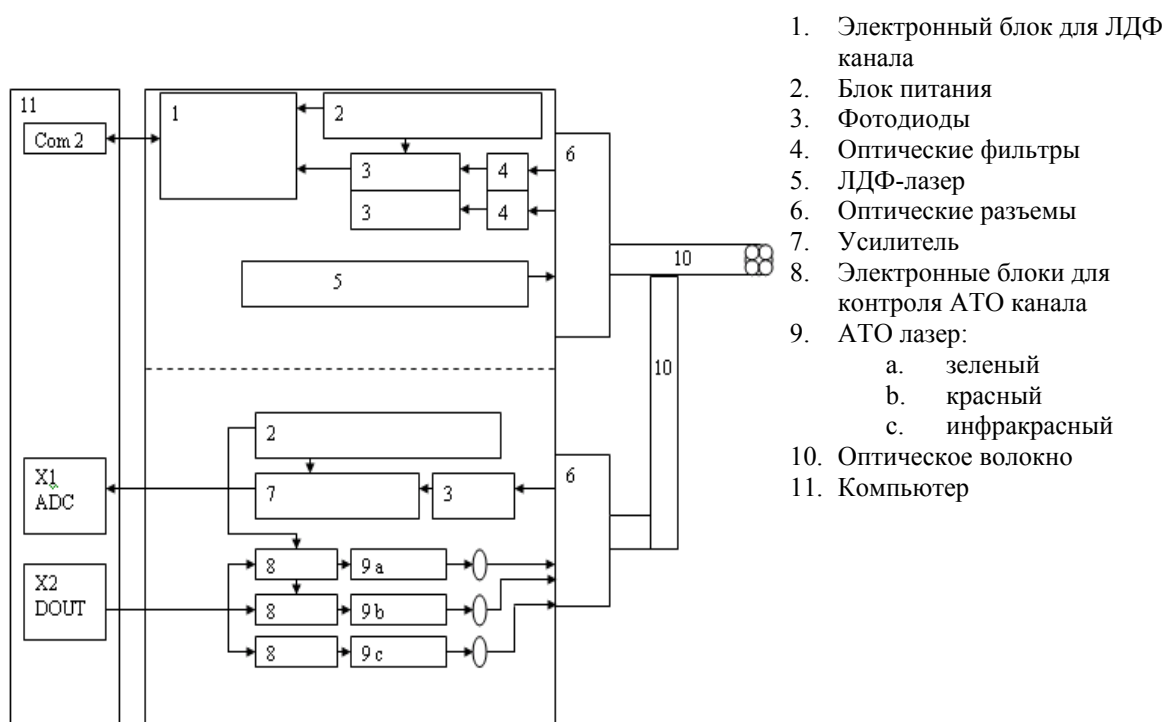 11
Com 2
1
2
3
4
3
4
5
6
10
10
2
X1
ADC
7
3
6
8
9a
X2
DOUT
8
9b
8
9c
1. Электронный блок для ЛДФ
канала
2. Блок питания
3. Фотодиоды
4. Оптические фильтры
5. ЛДФ-лазер
6. Оптические разъемы
7. Усилитель
8. Электронные блоки для
контроля АТО канала
9. АТО лазер:
a. зеленый
b. красный
c. инфракрасный
10. Оптическое волокно
11. Компьютер